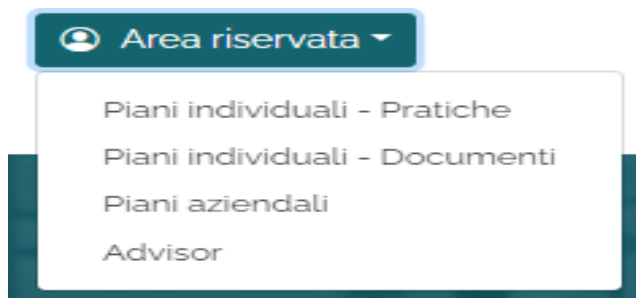 Area riservata
Piani individuali - Pratiche
Piani individuali - Documenti
Piani aziendali
Advisor